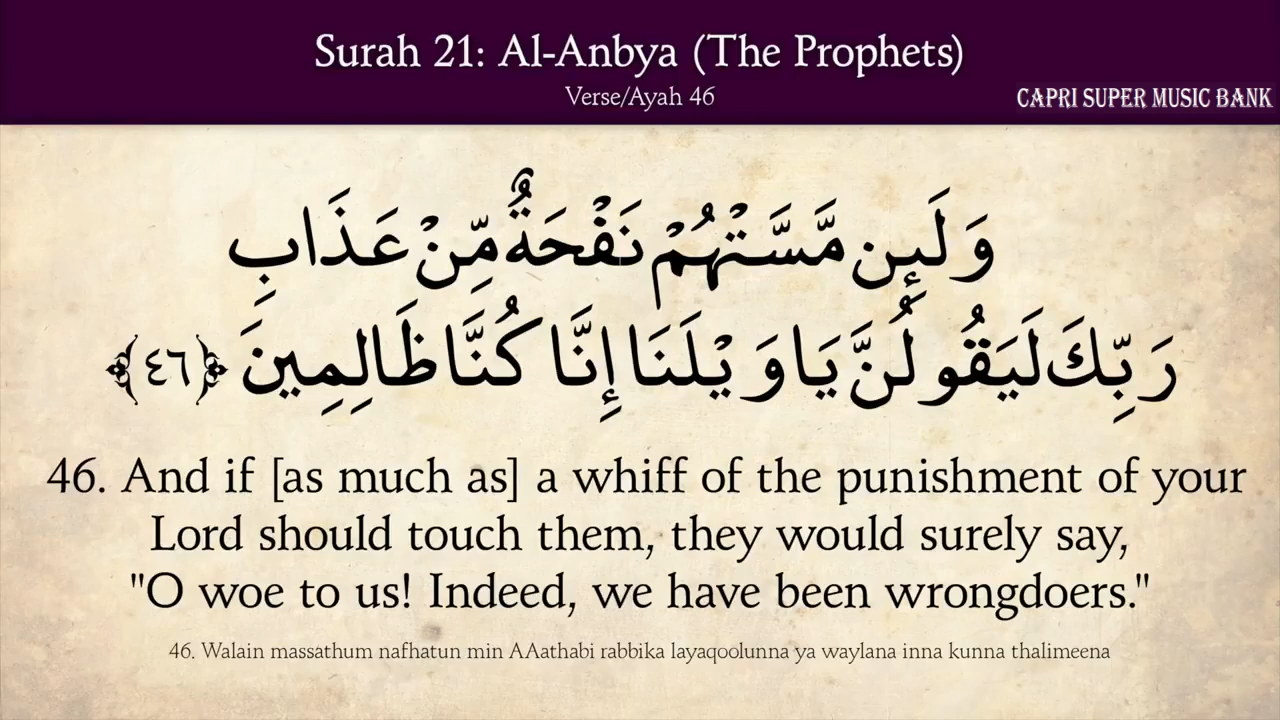 Surah 21: Al-Anbya (The Prophets)
Verse/Ayah 46
CAPRI SUPER MUSIC BANK
وَلَئِن مَّسَّتْهُمْ نَفْحَةٌ مِّنْ عَذَابِ
رَبِّكَ لَيَقُولُنَّ يَا وَيْلَنَا إِنَّا كُنَّا ظَالِمِينَ ﴿٤٦﴾
46. And if [as much as] a whiff of the punishment of your
Lord should touch them, they would surely say,
"O woe to us! Indeed, we have been wrongdoers."
46. Walain massathum nafhatun min AAathabi rabbika layaqoolunna ya waylana inna kunna thalimeena